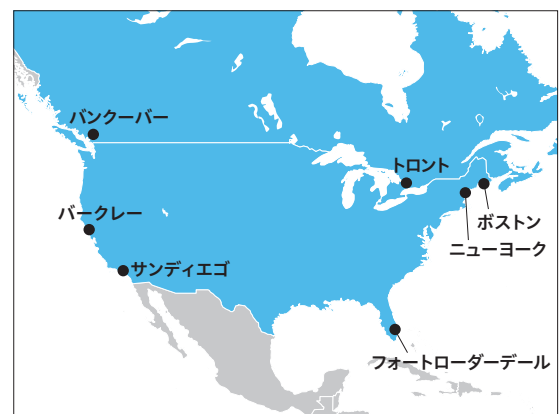 バンクーバー
トロント
バークレー
ボストン
ニューヨーク
サンディエゴ
フォートローダーデール